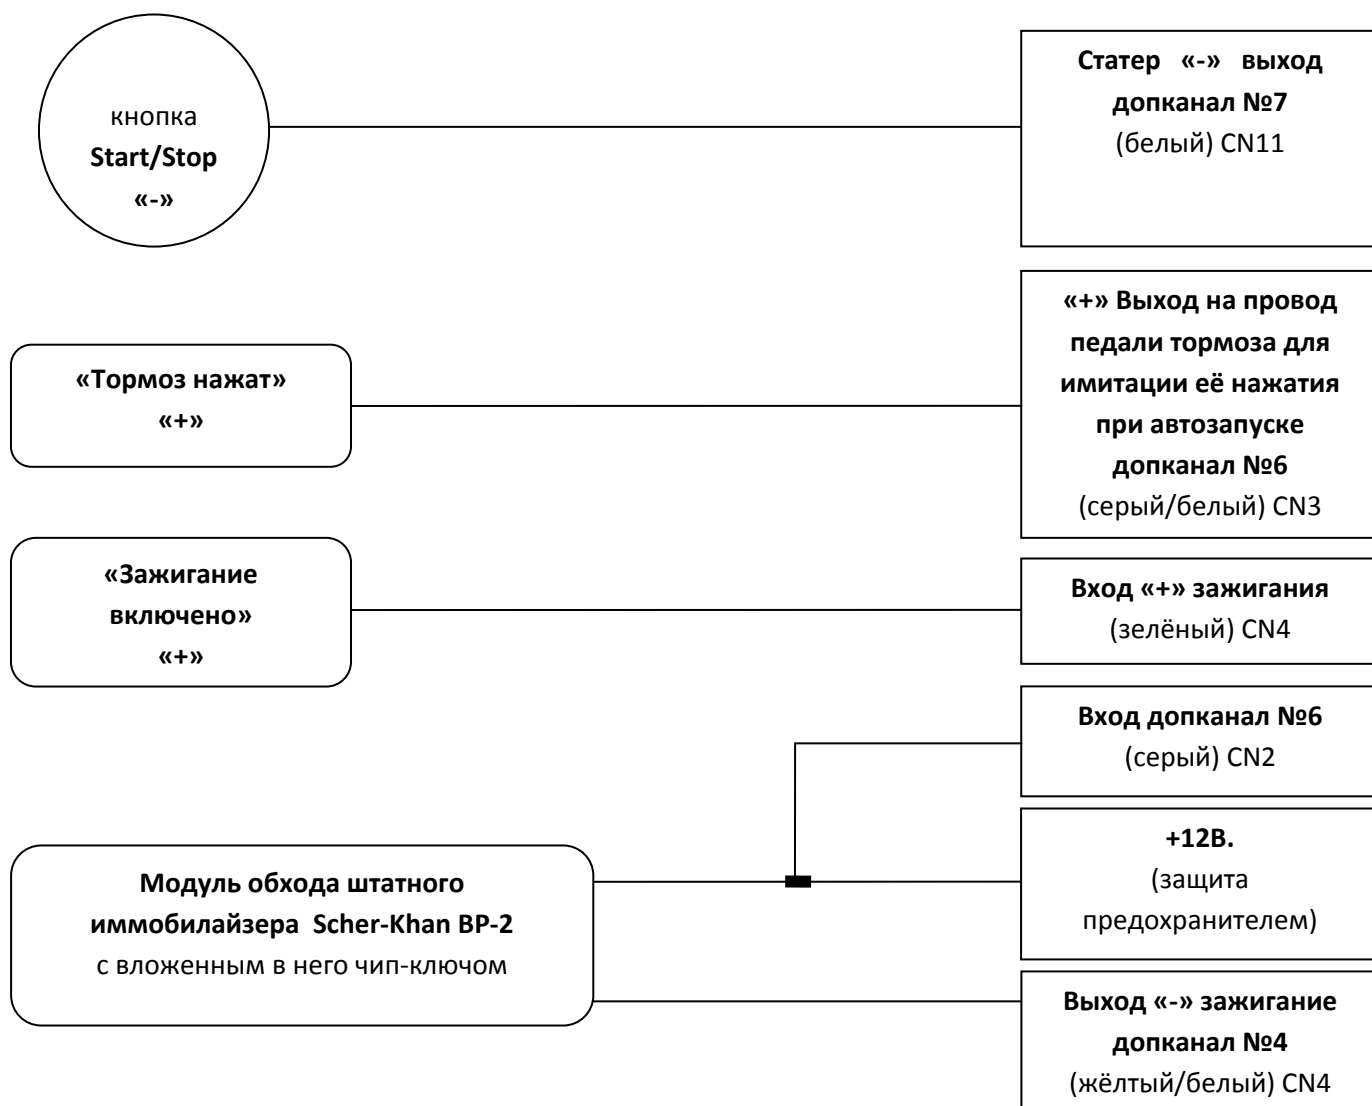 кнопка
Start/Stop
«-»
Статер «-» выход
допканал №7
(белый) CN11
«Тормоз нажат»
«+»
«+» Выход на провод
педали тормоза для
имитации её нажатия
при автозапуске
допканал №6
(серый/белый) CN3
«Зажигание
включено»
«+»
Вход «+» зажигания
(зелёный) CN4
Вход допканал №6
(серый) CN2
+12В.
(защита
предохранителем)
Модуль обхода штатного
иммобилайзера Scher-Khan BP-2
с вложенным в него чип-ключом
Выход «-» зажигание
допканал №4
(жёлтый/белый) CN4